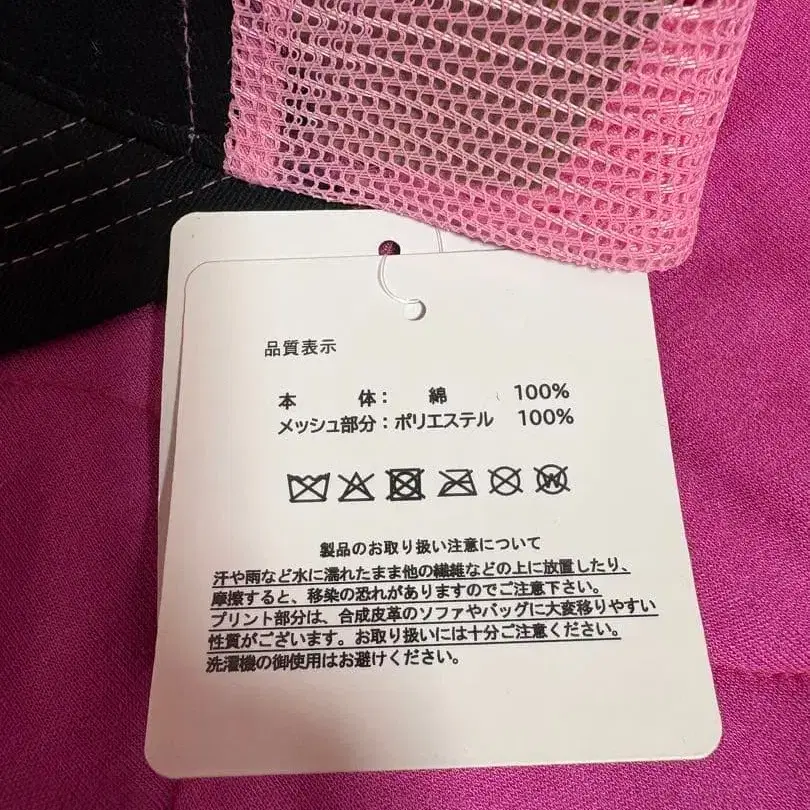 品質表示
本 体： 綿 100%
メッシュ部分：ポリエステル 100%
W
製品のお取り扱い注意について
汗や雨など水に濡れたまま他の繊維などの上に放置したり、
摩擦すると、移染の恐れがありますのでご注意下さい。
プリント部分は、合成皮革のソファやバッグに大変移りやすい
性質がございます。お取り扱いには十分ご注意ください。
洗濯機の御使用はお避けください。